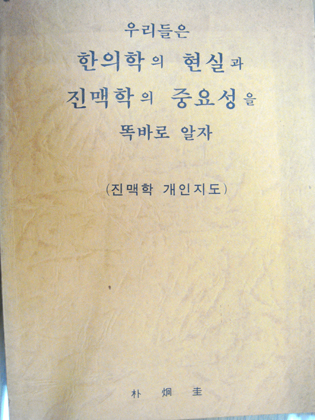 우리들은
한의학의 현실과
진맥학의 중요성을
똑바로 알자
(진맥학 개인지도)
朴 炯 圭